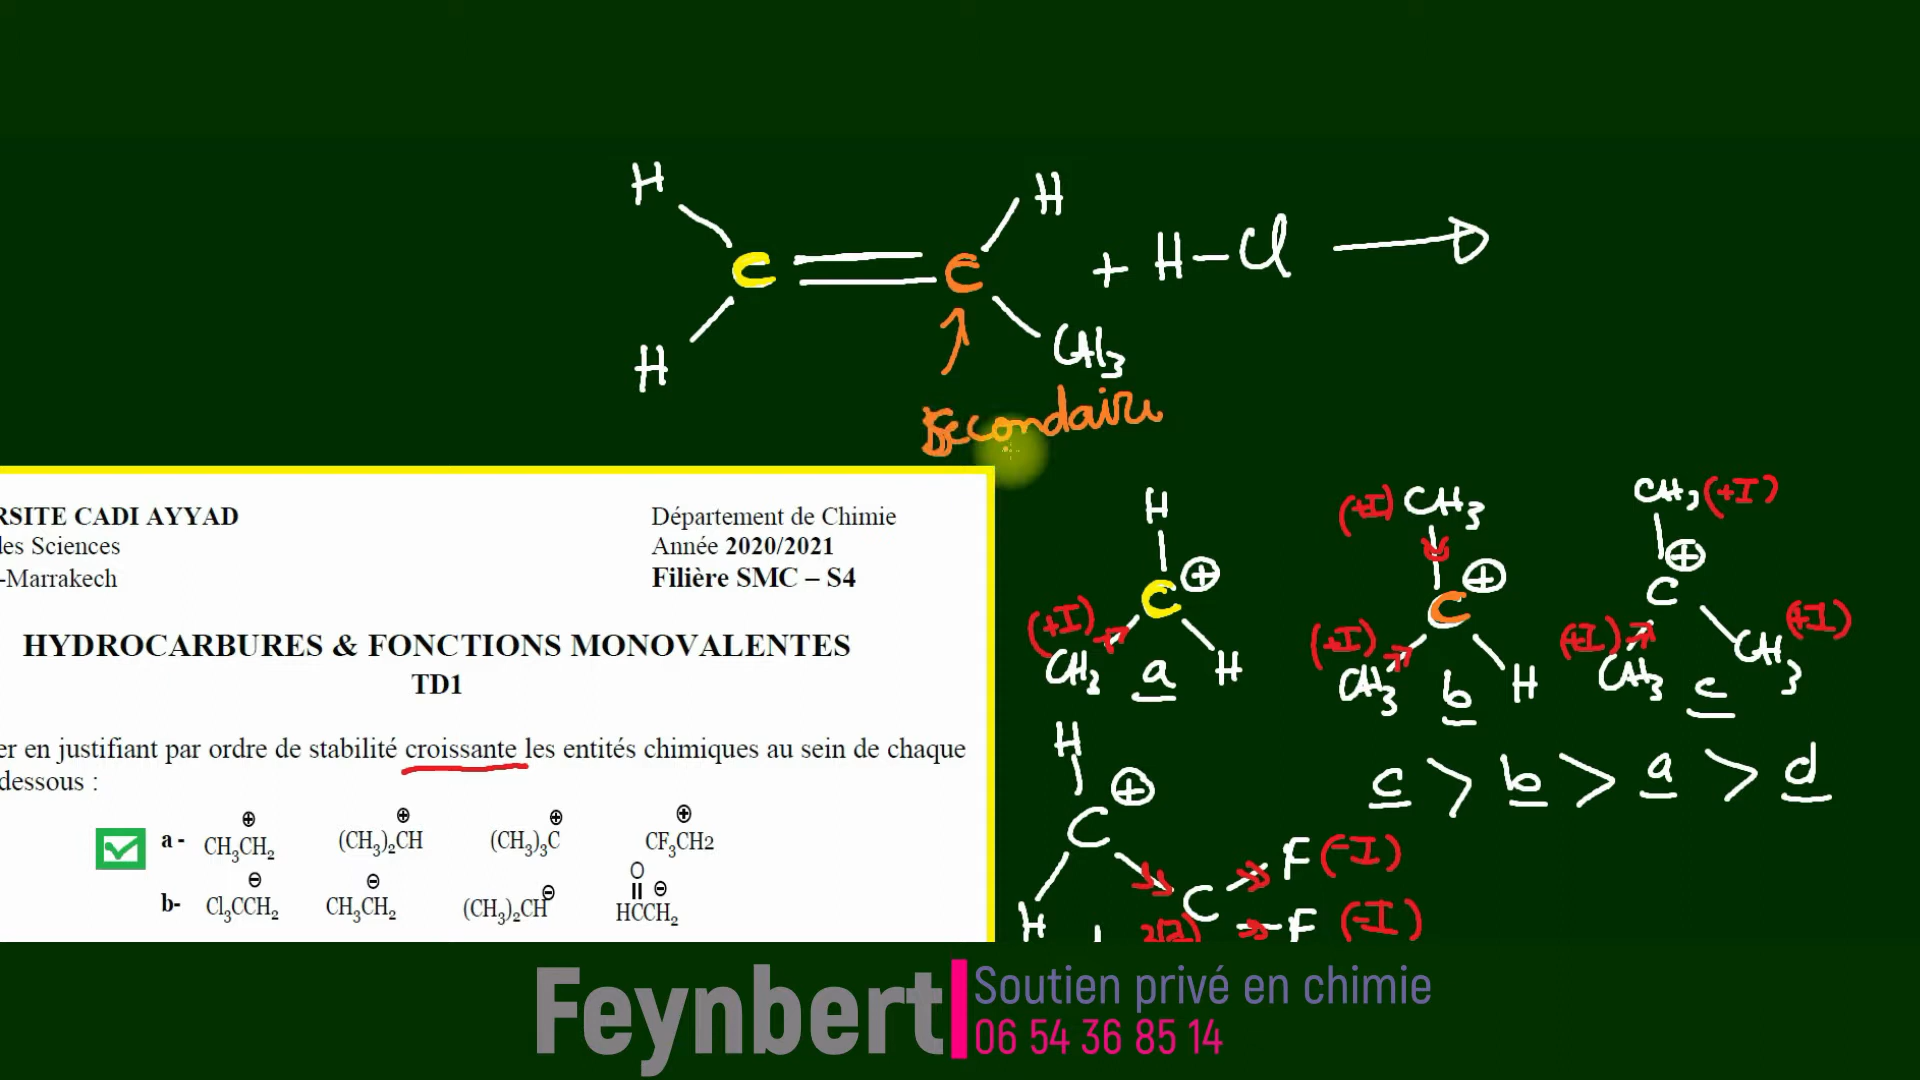 H
H
C
C
+ H-Cl
H
CH3
Secondaire
RSITE CADI AYYAD
Département de Chimie
des Sciences
Année 2020/2021
-Marrakech
Filière SMC – S4
HYDROCARBURES & FONCTIONS MONOVALENTES
TD1
er en justifiant par ordre de stabilité croissante les entités chimiques au sein de chaque
dessous :
a - CH₃CH₂ ⊕ (CH₃)₂CH ⊕ (CH₃)₃C ⊕ CF₃CH2 ⊕
b- Cl₃CCH₂ ⊖ CH₃CH₂ ⊖ (CH₃)₂CH ⊖ HCCH₂ ⊖
O
H
C ⊕
(+I)
CH3 a H
(+I) CH3
C ⊕
(+I)
CH3 b H
CH3 (+I)
⊕
C
(+I) (+I)
CH3 c CH3
c > b > a > d
H
C ⊕
H
C
F (-I)
F (-I)
Feynbert
Soutien privé en chimie
06 54 36 85 14